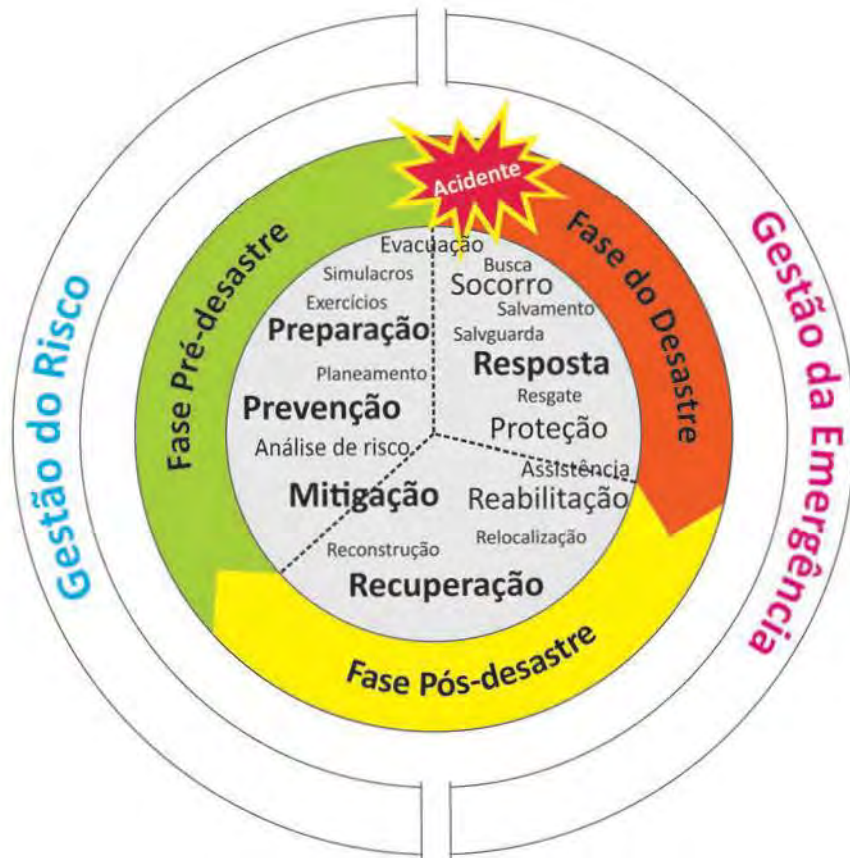 Acidente
Gestão do Risco
Fase Pré-desastre
Fase do Desastre
Gestão da Emergência
Evacuação
Simulacros
Exercícios
Preparação
Planeamento
Prevenção
Análise de risco
Mitigação
Busca
Socorro
Salvamento
Salvguarda
Resposta
Resgate
Proteção
Assistência
Reabilitação
Relocalização
Reconstrução
Recuperação
Fase Pós-desastre